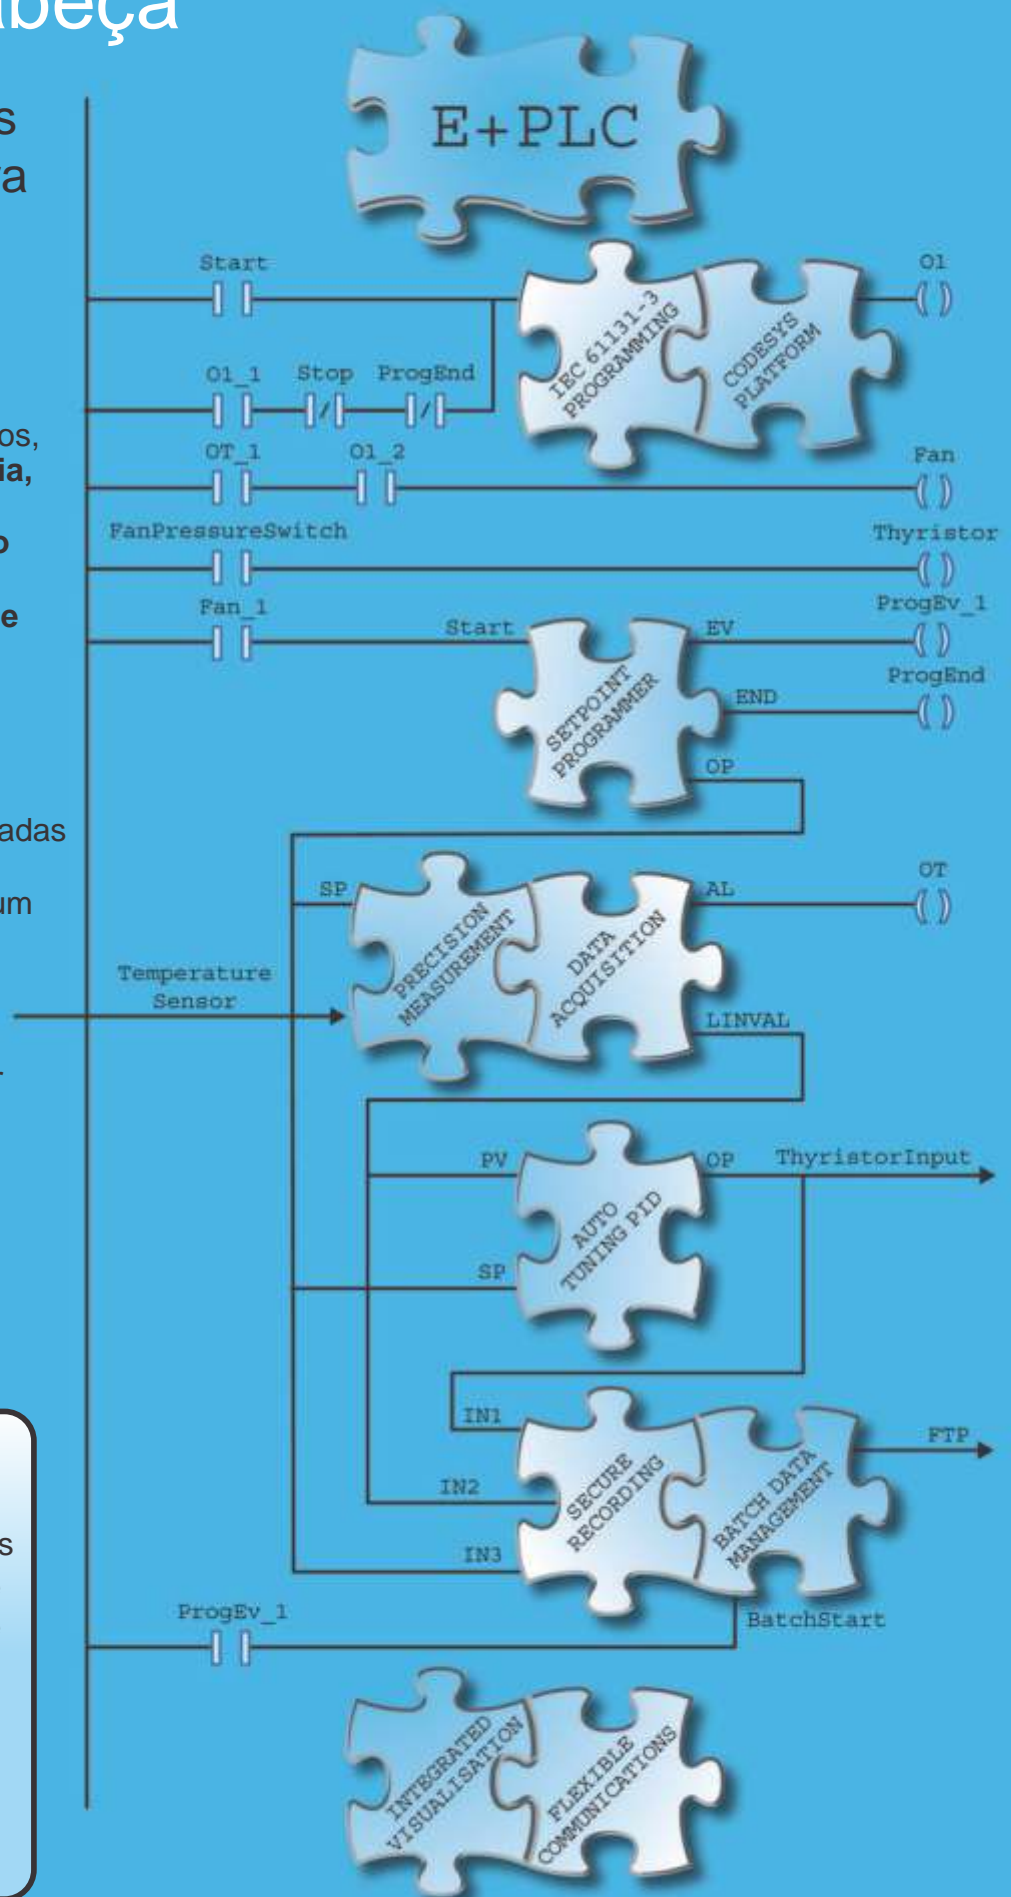 abeça
s
a
os,
ia,
o
e
adas
um
s
E+PLC
Start
O1
IEC 61131-3
PROGRAMMING
CODESYS
PLATFORM
O1_1 Stop ProgEnd
OT_1 O1_2
Fan
FanPressureSwitch
Thyristor
Fan_1
ProgEv_1
Start
EV
ProgEnd
SETPOINT
PROGRAMMER
END
OP
SP
PRECISION
MEASUREMENT
DATA
ACQUISITION
AL
OT
Temperature
Sensor
LINVAL
PV
OP
ThyristorInput
AUTO
TUNING PID
SP
IN1
SECURE
RECORDING
BATCH DATA
MANAGEMENT
FTP
IN2
IN3
ProgEv_1
BatchStart
INTEGRATED
VISUALISATION
FLEXIBLE
COMMUNICATIONS